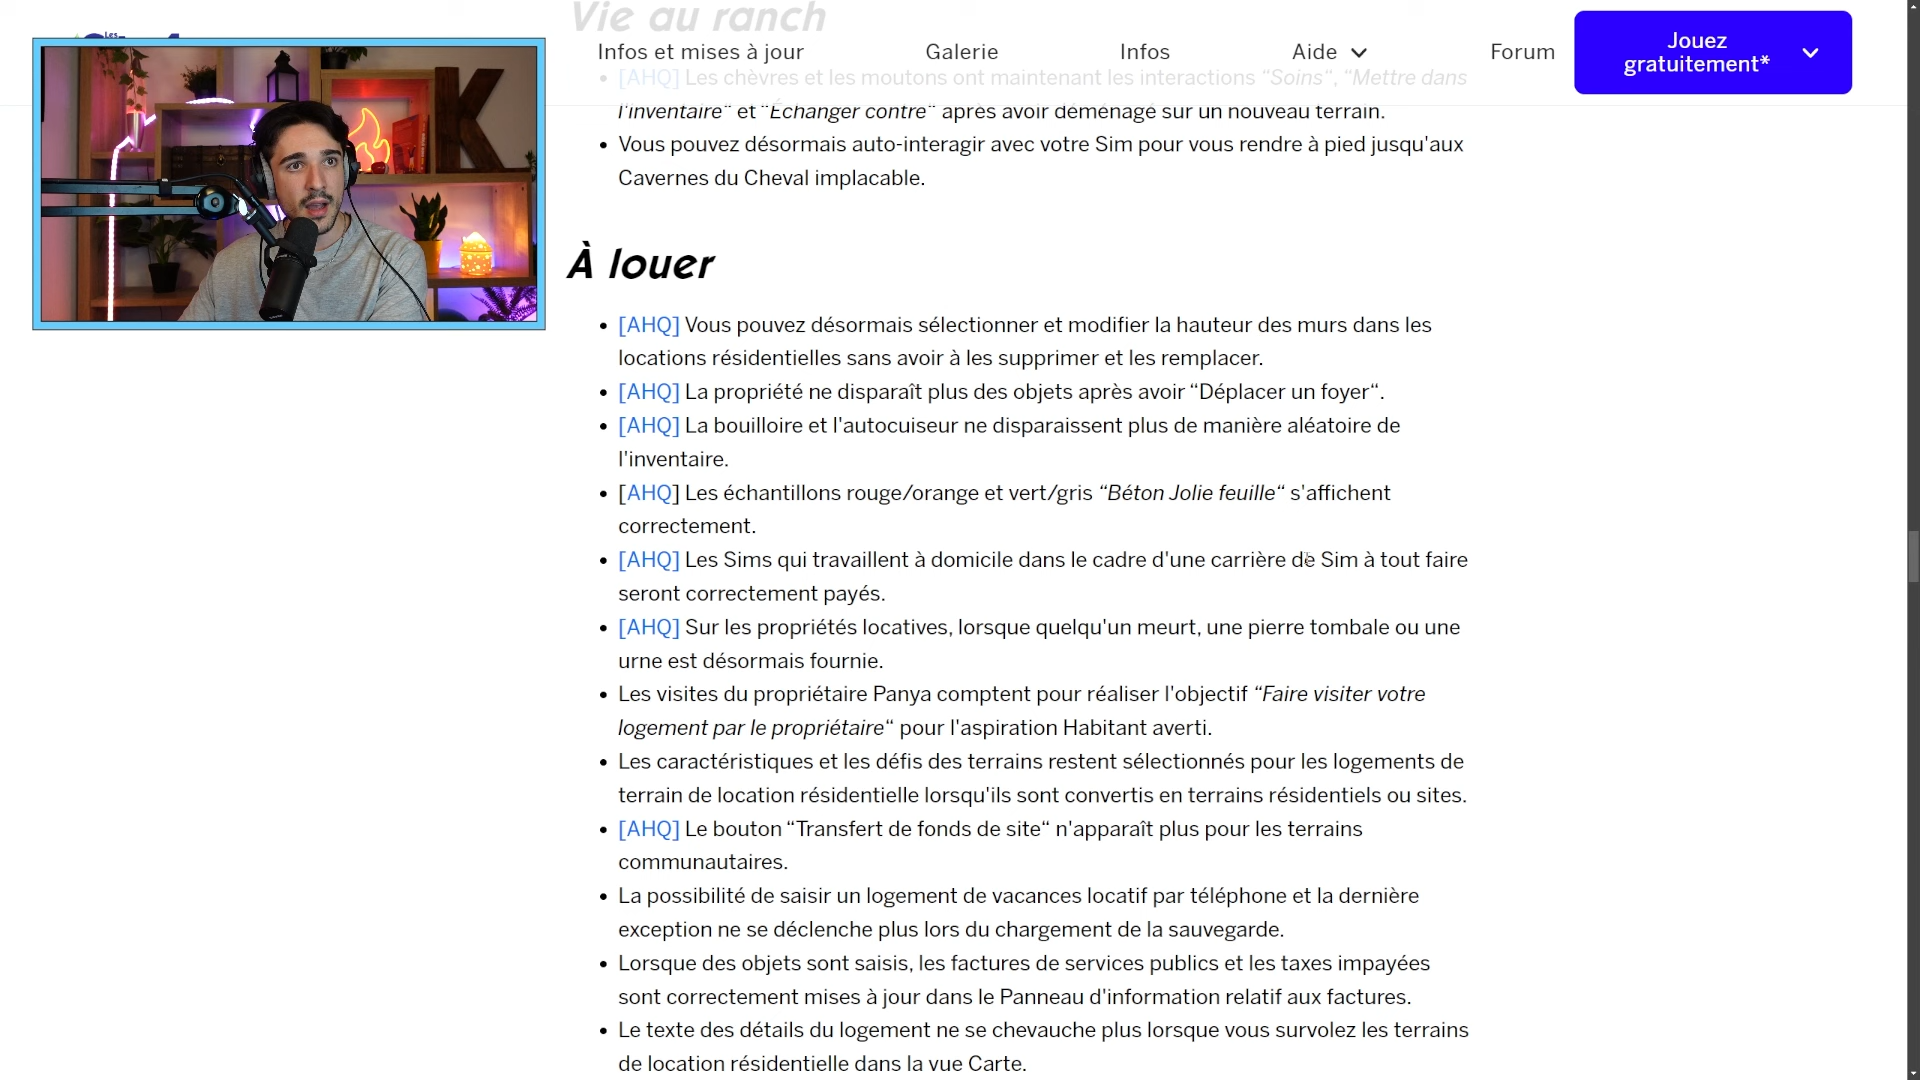 Vie au ranch
Les
Infos et mises à jour
Galerie
Infos
Aide
Forum
Jouez
gratuitement*
K
• [AHQ] Les chèvres et les moutons ont maintenant les interactions “Soins“, “Mettre dans
l'inventaire“ et “Échanger contre“ après avoir déménagé sur un nouveau terrain.
• Vous pouvez désormais auto-interagir avec votre Sim pour vous rendre à pied jusqu'aux
Cavernes du Cheval implacable.
À louer
• [AHQ] Vous pouvez désormais sélectionner et modifier la hauteur des murs dans les
locations résidentielles sans avoir à les supprimer et les remplacer.
• [AHQ] La propriété ne disparaît plus des objets après avoir “Déplacer un foyer“.
• [AHQ] La bouilloire et l'autocuiseur ne disparaissent plus de manière aléatoire de
l'inventaire.
• [AHQ] Les échantillons rouge/orange et vert/gris “Béton Jolie feuille“ s'affichent
correctement.
• [AHQ] Les Sims qui travaillent à domicile dans le cadre d'une carrière de Sim à tout faire
seront correctement payés.
• [AHQ] Sur les propriétés locatives, lorsque quelqu'un meurt, une pierre tombale ou une
urne est désormais fournie.
• Les visites du propriétaire Panya comptent pour réaliser l'objectif “Faire visiter votre
logement par le propriétaire“ pour l'aspiration Habitant averti.
• Les caractéristiques et les défis des terrains restent sélectionnés pour les logements de
terrain de location résidentielle lorsqu'ils sont convertis en terrains résidentiels ou sites.
• [AHQ] Le bouton “Transfert de fonds de site“ n'apparaît plus pour les terrains
communautaires.
• La possibilité de saisir un logement de vacances locatif par téléphone et la dernière
exception ne se déclenche plus lors du chargement de la sauvegarde.
• Lorsque des objets sont saisis, les factures de services publics et les taxes impayées
sont correctement mises à jour dans le Panneau d'information relatif aux factures.
• Le texte des détails du logement ne se chevauche plus lorsque vous survolez les terrains
de location résidentielle dans la vue Carte.